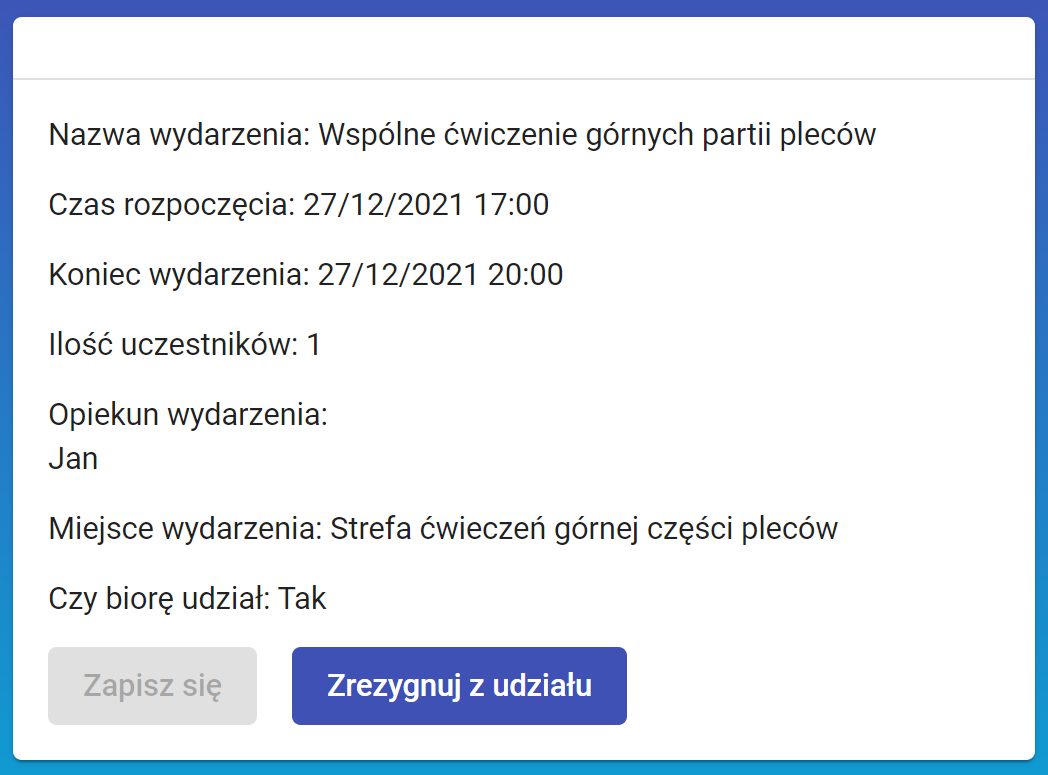 Nazwa wydarzenia: Wspólne ćwiczenie górnych partii pleców
Czas rozpoczęcia: 27/12/2021 17:00
Koniec wydarzenia: 27/12/2021 20:00
Ilość uczestników: 1
Opiekun wydarzenia:
Jan
Miejsce wydarzenia: Strefa ćwieczeń górnej części pleców
Czy biorę udział: Tak
Zapisz się
Zrezygnuj z udziału